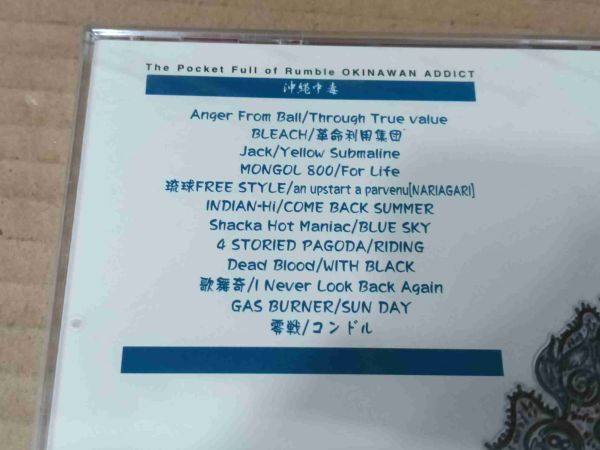 The Pocket Full of Rumble OKINAWAN ADDICT
沖縄中毒
Anger From Ball/Through True value
BLEACH/革命利用集団
Jack/Yellow Submaline
MONGOL 800/For Life
琉球FREE STYLE/an upstart a parvenu[NARIAGARI]
INDIAN-Hi/COME BACK SUMMER
Shacka Hot Maniac/BLUE SKY
4 STORIED PAGODA/RIDING
Dead Blood/WITH BLACK
歌舞奇/I Never Look Back Again
GAS BURNER/SUN DAY
零戦/コンドル